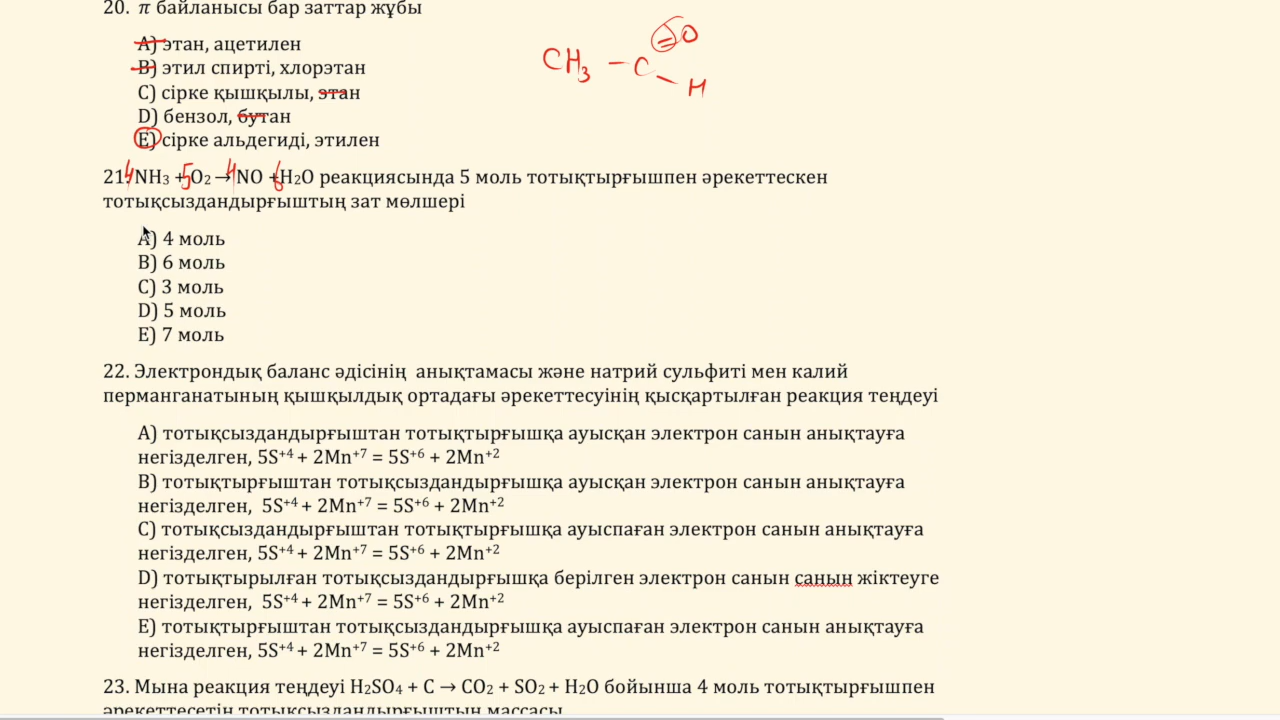 20. π байланысы бар заттар жұбы
A) этан, ацетилен
B) этил спирті, хлорэтан
C) сірке қышқылы, этан
D) бензол, бутан
E) сірке альдегиді, этилен
CH₃ – C =O – H
21. 4NH₃ + 5O₂ → 4NO + 6H₂O реакциясында 5 моль тотықтырғышпен әрекеттескен
тотықсыздандырғыштың зат мөлшері
A) 4 моль
B) 6 моль
C) 3 моль
D) 5 моль
E) 7 моль
22. Электрондық баланс әдісінің анықтамасы және натрий сульфиті мен калий
перманганатының қышқылдық ортадағы әрекеттесуінің қысқартылған реакция теңдеуі
A) тотықсыздандырғыштан тотықтырғышқа ауысқан электрон санын анықтауға
негізделген, 5S⁺⁴ + 2Mn⁺⁷ = 5S⁺⁶ + 2Mn⁺²
B) тотықтырғыштан тотықсыздандырғышқа ауысқан электрон санын анықтауға
негізделген, 5S⁺⁴ + 2Mn⁺⁷ = 5S⁺⁶ + 2Mn⁺²
C) тотықсыздандырғыштан тотықтырғышқа ауыспаған электрон санын анықтауға
негізделген, 5S⁺⁴ + 2Mn⁺⁷ = 5S⁺⁶ + 2Mn⁺²
D) тотықтырылған тотықсыздандырғышқа берілген электрон санын санын жіктеуге
негізделген, 5S⁺⁴ + 2Mn⁺⁷ = 5S⁺⁶ + 2Mn⁺²
E) тотықтырғыштан тотықсыздандырғышқа ауыспаған электрон санын анықтауға
негізделген, 5S⁺⁴ + 2Mn⁺⁷ = 5S⁺⁶ + 2Mn⁺²
23. Мына реакция теңдеуі H₂SO₄ + C → CO₂ + SO₂ + H₂O бойынша 4 моль тотықтырғышпен
әрекеттесетін тотықсыздандырғыштың массасы